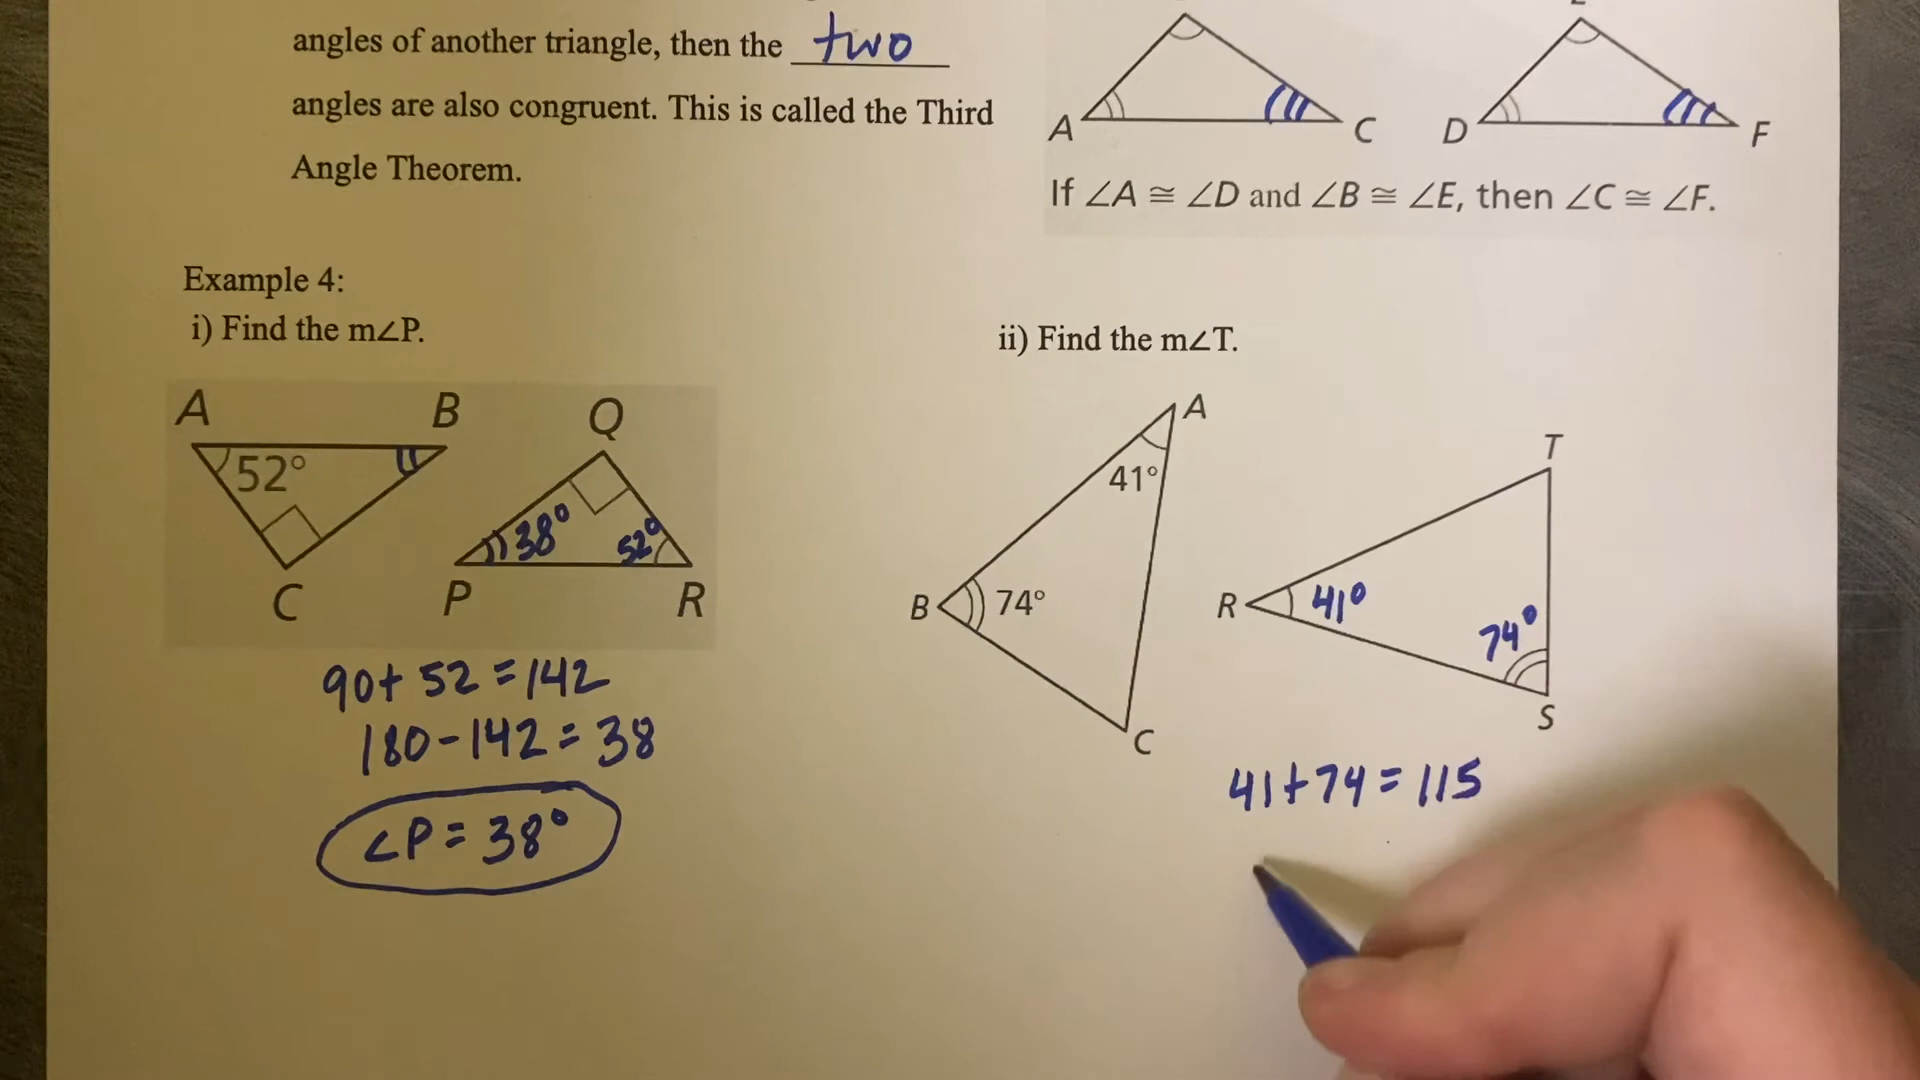 angles of another triangle, then the two
angles are also congruent. This is called the Third
Angle Theorem.
A
C
D
F
If ∠A ≅ ∠D and ∠B ≅ ∠E, then ∠C ≅ ∠F.
Example 4:
i) Find the m∠P.
A
B
52°
C
Q
38°
52°
P
R
90+ 52 = 142
180-142 = 38
∠P = 38°
ii) Find the m∠T.
A
41°
B
74°
C
T
R
41°
74°
S
41+74 = 115